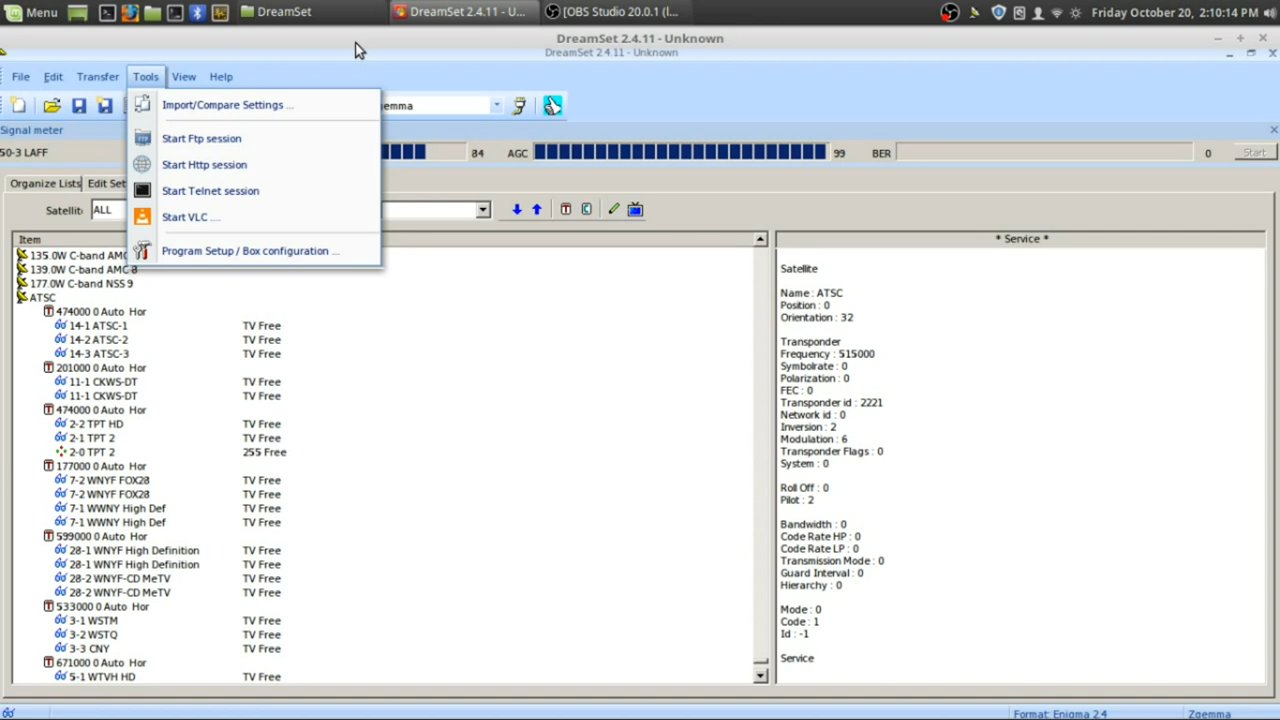 Menu
DreamSet
DreamSet 2.4.11 - U...
[OBS Studio 20.0.1 (l...
Friday October 20, 2:10:14 PM
DreamSet 2.4.11 - Unknown
DreamSet 2.4.11 - Unknown
File Edit Transfer Tools View Help
Import/Compare Settings ...
Start Ftp session
Start Http session
Start Telnet session
Start VLC ....
Program Setup / Box configuration ...
emma
Signal meter
50-3 LAFF
84 AGC 99 BER 0 Start
Organize Lists Edit Set
Satellit: ALL
Item
135.0W C-band AMC
139.0W C-band AMC 8
177.0W C-band NSS 9
ATSC
474000 0 Auto Hor
14-1 ATSC-1 TV Free
14-2 ATSC-2 TV Free
14-3 ATSC-3 TV Free
201000 0 Auto Hor
11-1 CKWS-DT TV Free
11-1 CKWS-DT TV Free
474000 0 Auto Hor
2-2 TPT HD TV Free
2-1 TPT 2 TV Free
2-0 TPT 2 255 Free
177000 0 Auto Hor
7-2 WNYF FOX28 TV Free
7-2 WNYF FOX28 TV Free
7-1 WWNY High Def TV Free
7-1 WWNY High Def TV Free
599000 0 Auto Hor
28-1 WNYF High Definition TV Free
28-1 WNYF High Definition TV Free
28-2 WNYF-CD MeTV TV Free
28-2 WNYF-CD MeTV TV Free
533000 0 Auto Hor
3-1 WSTM TV Free
3-2 WSTQ TV Free
3-3 CNY TV Free
671000 0 Auto Hor
5-1 WTVH HD TV Free
* Service *
Satellite
Name : ATSC
Position : 0
Orientation : 32
Transponder
Frequency : 515000
Symbolrate : 0
Polarization : 0
FEC : 0
Transponder id : 2221
Network id : 0
Inversion : 2
Modulation : 6
Transponder Flags : 0
System : 0
Roll Off : 0
Pilot : 2
Bandwidth : 0
Code Rate HP : 0
Code Rate LP : 0
Transmission Mode : 0
Guard Interval : 0
Hierarchy : 0
Mode : 0
Code : 1
Id : -1
Service
Format: Enigma 2.4
Zgemma